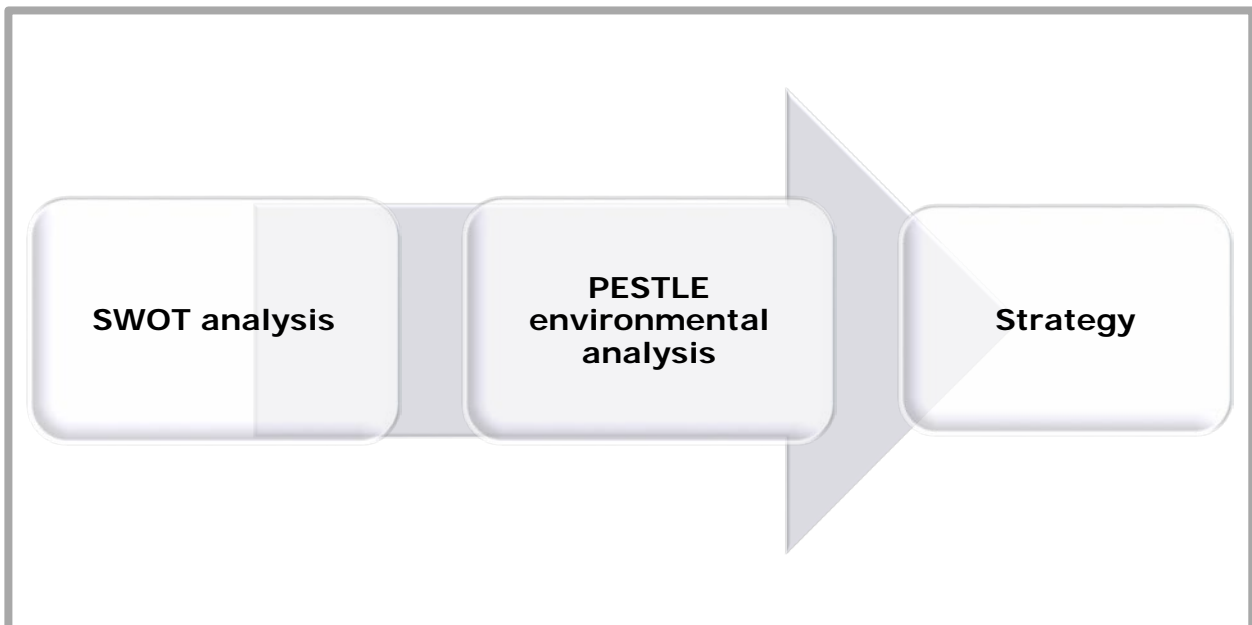 SWOT analysis
PESTLE
environmental
analysis
Strategy